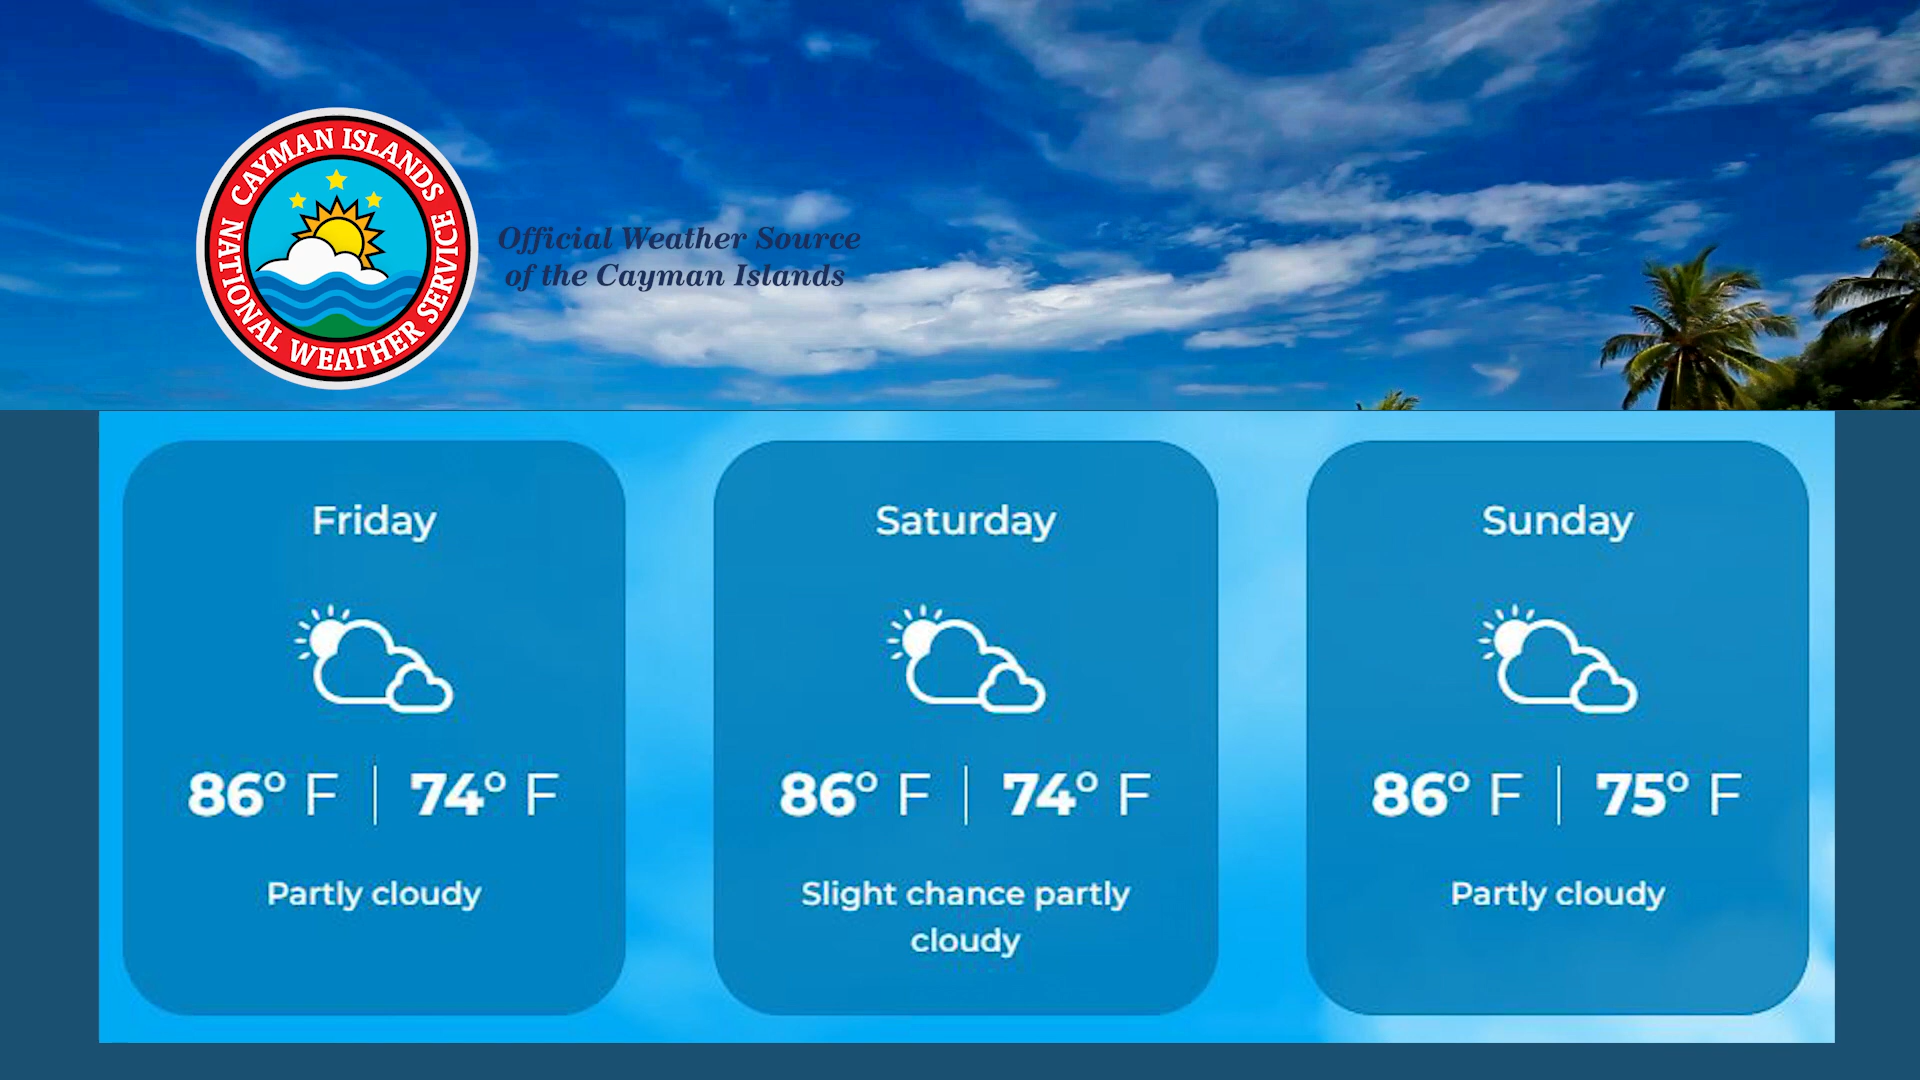 CAYMAN ISLANDS
NATIONAL WEATHER SERVICE
Official Weather Source
of the Cayman Islands
Friday
86° F | 74° F
Partly cloudy
Saturday
86° F | 74° F
Slight chance partly
cloudy
Sunday
86° F | 75° F
Partly cloudy